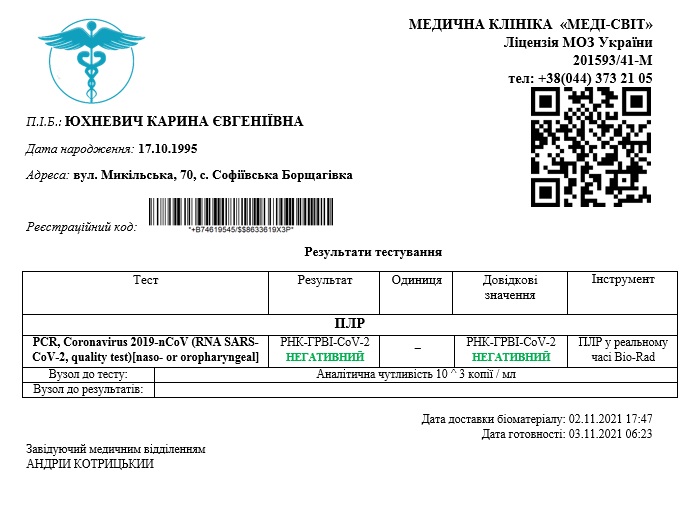 МЕДИЧНА КЛІНІКА «МЕДІ-СВІТ»
Ліцензія МОЗ України
201593/41-М
тел: +38(044) 373 21 05
П.І.Б.: ЮХНЕВИЧ КАРИНА ЄВГЕНІЇВНА
Дата народження: 17.10.1995
Адреса: вул. Микільська, 70, с. Софіївська Борщагівка
Реєстраційний код:
*+B74619545/$$8633619X3P*
Результати тестування
Тест Результат Одиниця Довідкові значення Інструмент
ПЛР
PCR, Coronavirus 2019-nCoV (RNA SARS- РНК-ГРВІ-CoV-2 – РНК-ГРВІ-CoV-2 ПЛР у реальному
CoV-2, quality test)[naso- or oropharyngeal] НЕГАТИВНИЙ НЕГАТИВНИЙ часі Bio-Rad
Вузол до тесту: Аналітична чутливість 10 ^ 3 копії / мл
Вузол до результатів:
Дата доставки біоматеріалу: 02.11.2021 17:47
Дата готовності: 03.11.2021 06:23
Завідуючий медичним відділенням
АНДРІИ КОТРИЦЬКИИ